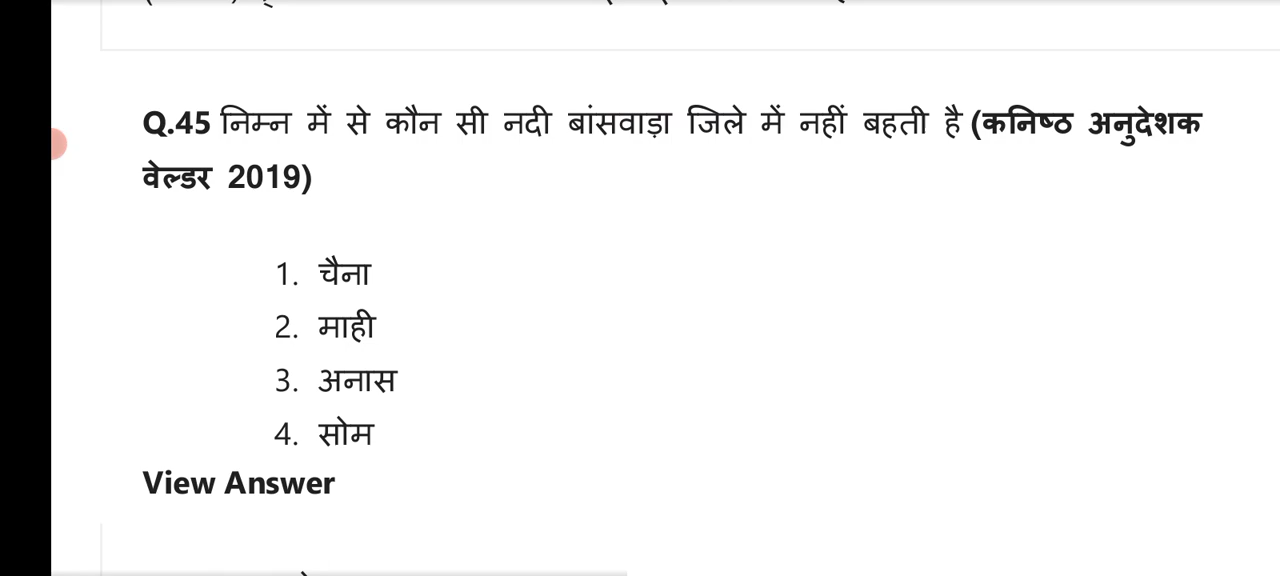 Q.45 निम्न में से कौन सी नदी बांसवाड़ा जिले में नहीं बहती है (कनिष्ठ अनुदेशक
वेल्डर 2019)
1. चैना
2. माही
3. अनास
4. सोम
View Answer